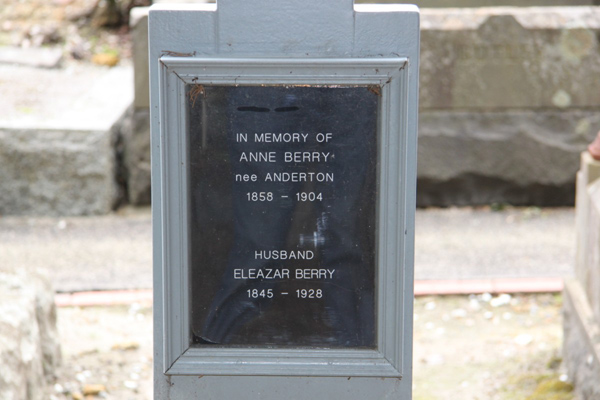 IN MEMORY OF
ANNE BERRY
nee ANDERTON
1858 – 1904
HUSBAND
ELEAZAR BERRY
1845 – 1928